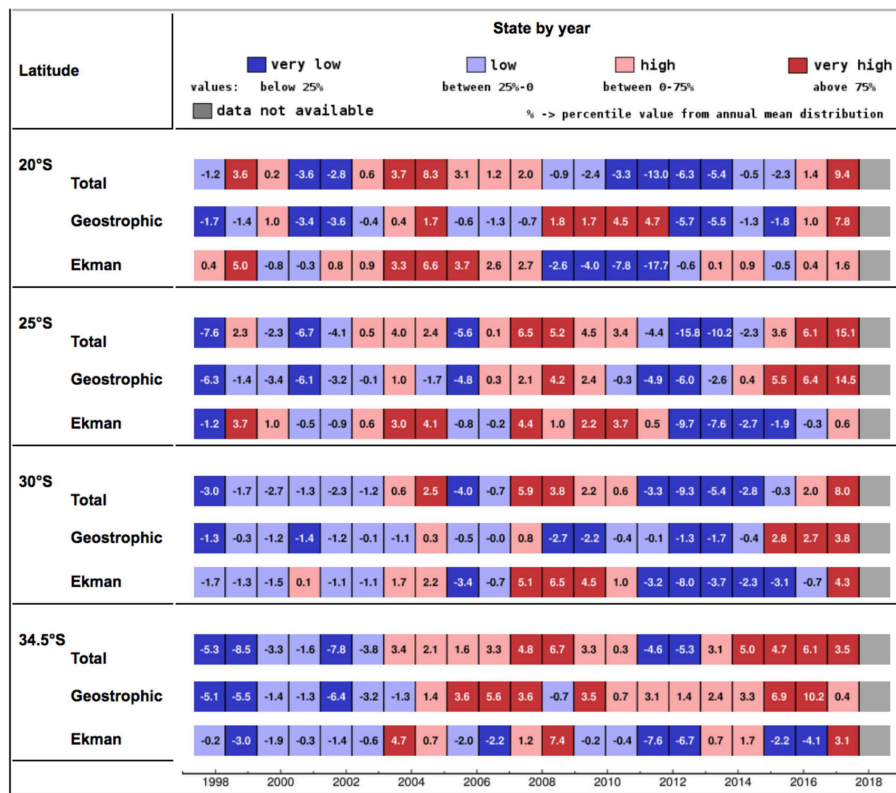 State by year
Latitude
very low low high very high
values: below 25% between 25%-0 between 0-75% above 75%
data not available % -> percentile value from annual mean distribution
20°S
Total -1.2 3.6 0.2 -3.6 -2.8 0.6 3.7 8.3 3.1 1.2 2.0 -0.9 -2.4 -3.3 -13.0 -6.3 -5.4 -0.5 -2.3 1.4 9.4
Geostrophic -1.7 -1.4 1.0 -3.4 -3.6 -0.4 0.4 1.7 -0.6 -1.3 -0.7 1.8 1.7 4.5 4.7 -5.7 -5.5 -1.3 -1.8 1.0 7.8
Ekman 0.4 5.0 -0.8 -0.3 0.8 0.9 3.3 6.6 3.7 2.6 2.7 -2.6 -4.0 -7.8 -17.7 -0.6 0.1 0.9 -0.5 0.4 1.6
25°S
Total -7.6 2.3 -2.3 -6.7 -4.1 0.5 4.0 2.4 -5.6 0.1 6.5 5.2 4.5 3.4 -4.4 -15.8 -10.2 -2.3 3.6 6.1 15.1
Geostrophic -6.3 -1.4 -3.4 -6.1 -3.2 -0.1 1.0 -1.7 -4.8 0.3 2.1 4.2 2.4 -0.3 -4.9 -6.0 -2.6 0.4 5.5 6.4 14.5
Ekman -1.2 3.7 1.0 -0.5 -0.9 0.6 3.0 4.1 -0.8 -0.2 4.4 1.0 2.2 3.7 0.5 -9.7 -7.6 -2.7 -1.9 -0.3 0.6
30°S
Total -3.0 -1.7 -2.7 -1.3 -2.3 -1.2 0.6 2.5 -4.0 -0.7 5.9 3.8 2.2 0.6 -3.3 -9.3 -5.4 -2.8 -0.3 2.0 8.0
Geostrophic -1.3 -0.3 -1.2 -1.4 -1.2 -0.1 -1.1 0.3 -0.5 -0.0 0.8 -2.7 -2.2 -0.4 -0.1 -1.3 -1.7 -0.4 2.8 2.7 3.8
Ekman -1.7 -1.3 -1.5 0.1 -1.1 -1.1 1.7 2.2 -3.4 -0.7 5.1 6.5 4.5 1.0 -3.2 -8.0 -3.7 -2.3 -3.1 -0.7 4.3
34.5°S
Total -5.3 -8.5 -3.3 -1.6 -7.8 -3.8 3.4 2.1 1.6 3.3 4.8 6.7 3.3 0.3 -4.6 -5.3 3.1 5.0 4.7 6.1 3.5
Geostrophic -5.1 -5.5 -1.4 -1.3 -6.4 -3.2 -1.3 1.4 3.6 5.6 3.6 -0.7 3.5 0.7 3.1 1.4 2.4 3.3 6.9 10.2 0.4
Ekman -0.2 -3.0 -1.9 -0.3 -1.4 -0.6 4.7 0.7 -2.0 -2.2 1.2 7.4 -0.2 -0.4 -7.6 -6.7 0.7 1.7 -2.2 -4.1 3.1
1998 2000 2002 2004 2006 2008 2010 2012 2014 2016 2018